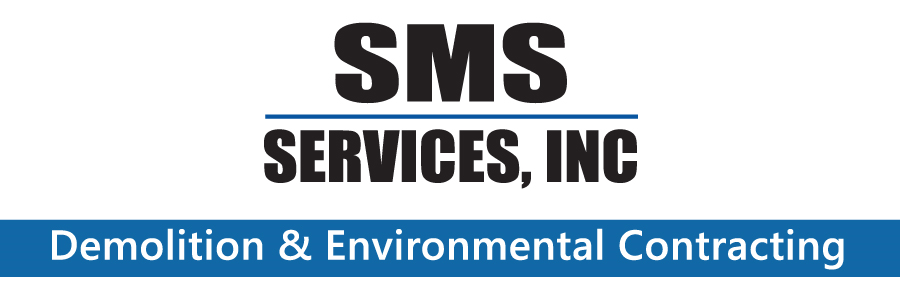 SMS
SERVICES, INC
Demolition & Environmental Contracting